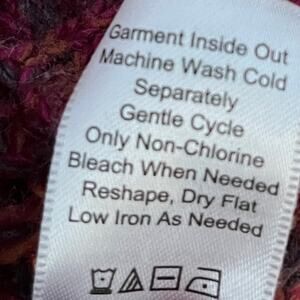 Garment Inside Out
Machine Wash Cold
Separately
Gentle Cycle
Only Non-Chlorine
Bleach When Needed
Reshape, Dry Flat
Low Iron As Needed